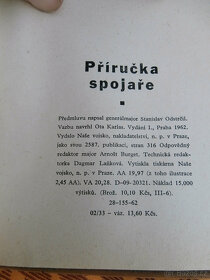 Příručka
spojaře
Předmluvu napsal generálmajor Stanislav Odstrčil.
Vazbu navrhl Ota Karlas. Vydání 1., Praha 1962.
Vydalo Naše vojsko, nakladatelství, n. p. v Praze,
jako svou 2587. publikaci, stran 316 Odpovědný
redaktor major Arnošt Burget. Technická redak-
torka Dagmar Lašková. Vytiskla tiskárna Naše
vojsko, n. p. v Praze. AA 19,97 (z toho ilustrace
2,45 AA). VA 20,28. D-09-20321. Náklad 15.000
výtisků. (Brož. 10,10 Kčs, III/6).
28-155-62
02/33 – váz. 13,60 Kčs.